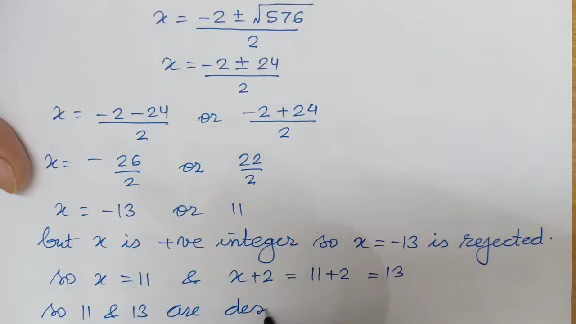 x = (-2 ± √576)/2
x = (-2 ± 24)/2
x = (-2 - 24)/2 or (-2 + 24)/2
x = - 26/2 or 22/2
x = -13 or 11
but x is +ve integer so x = -13 is rejected.
so x = 11 & x+2 = 11+2 = 13
so 11 & 13 are des